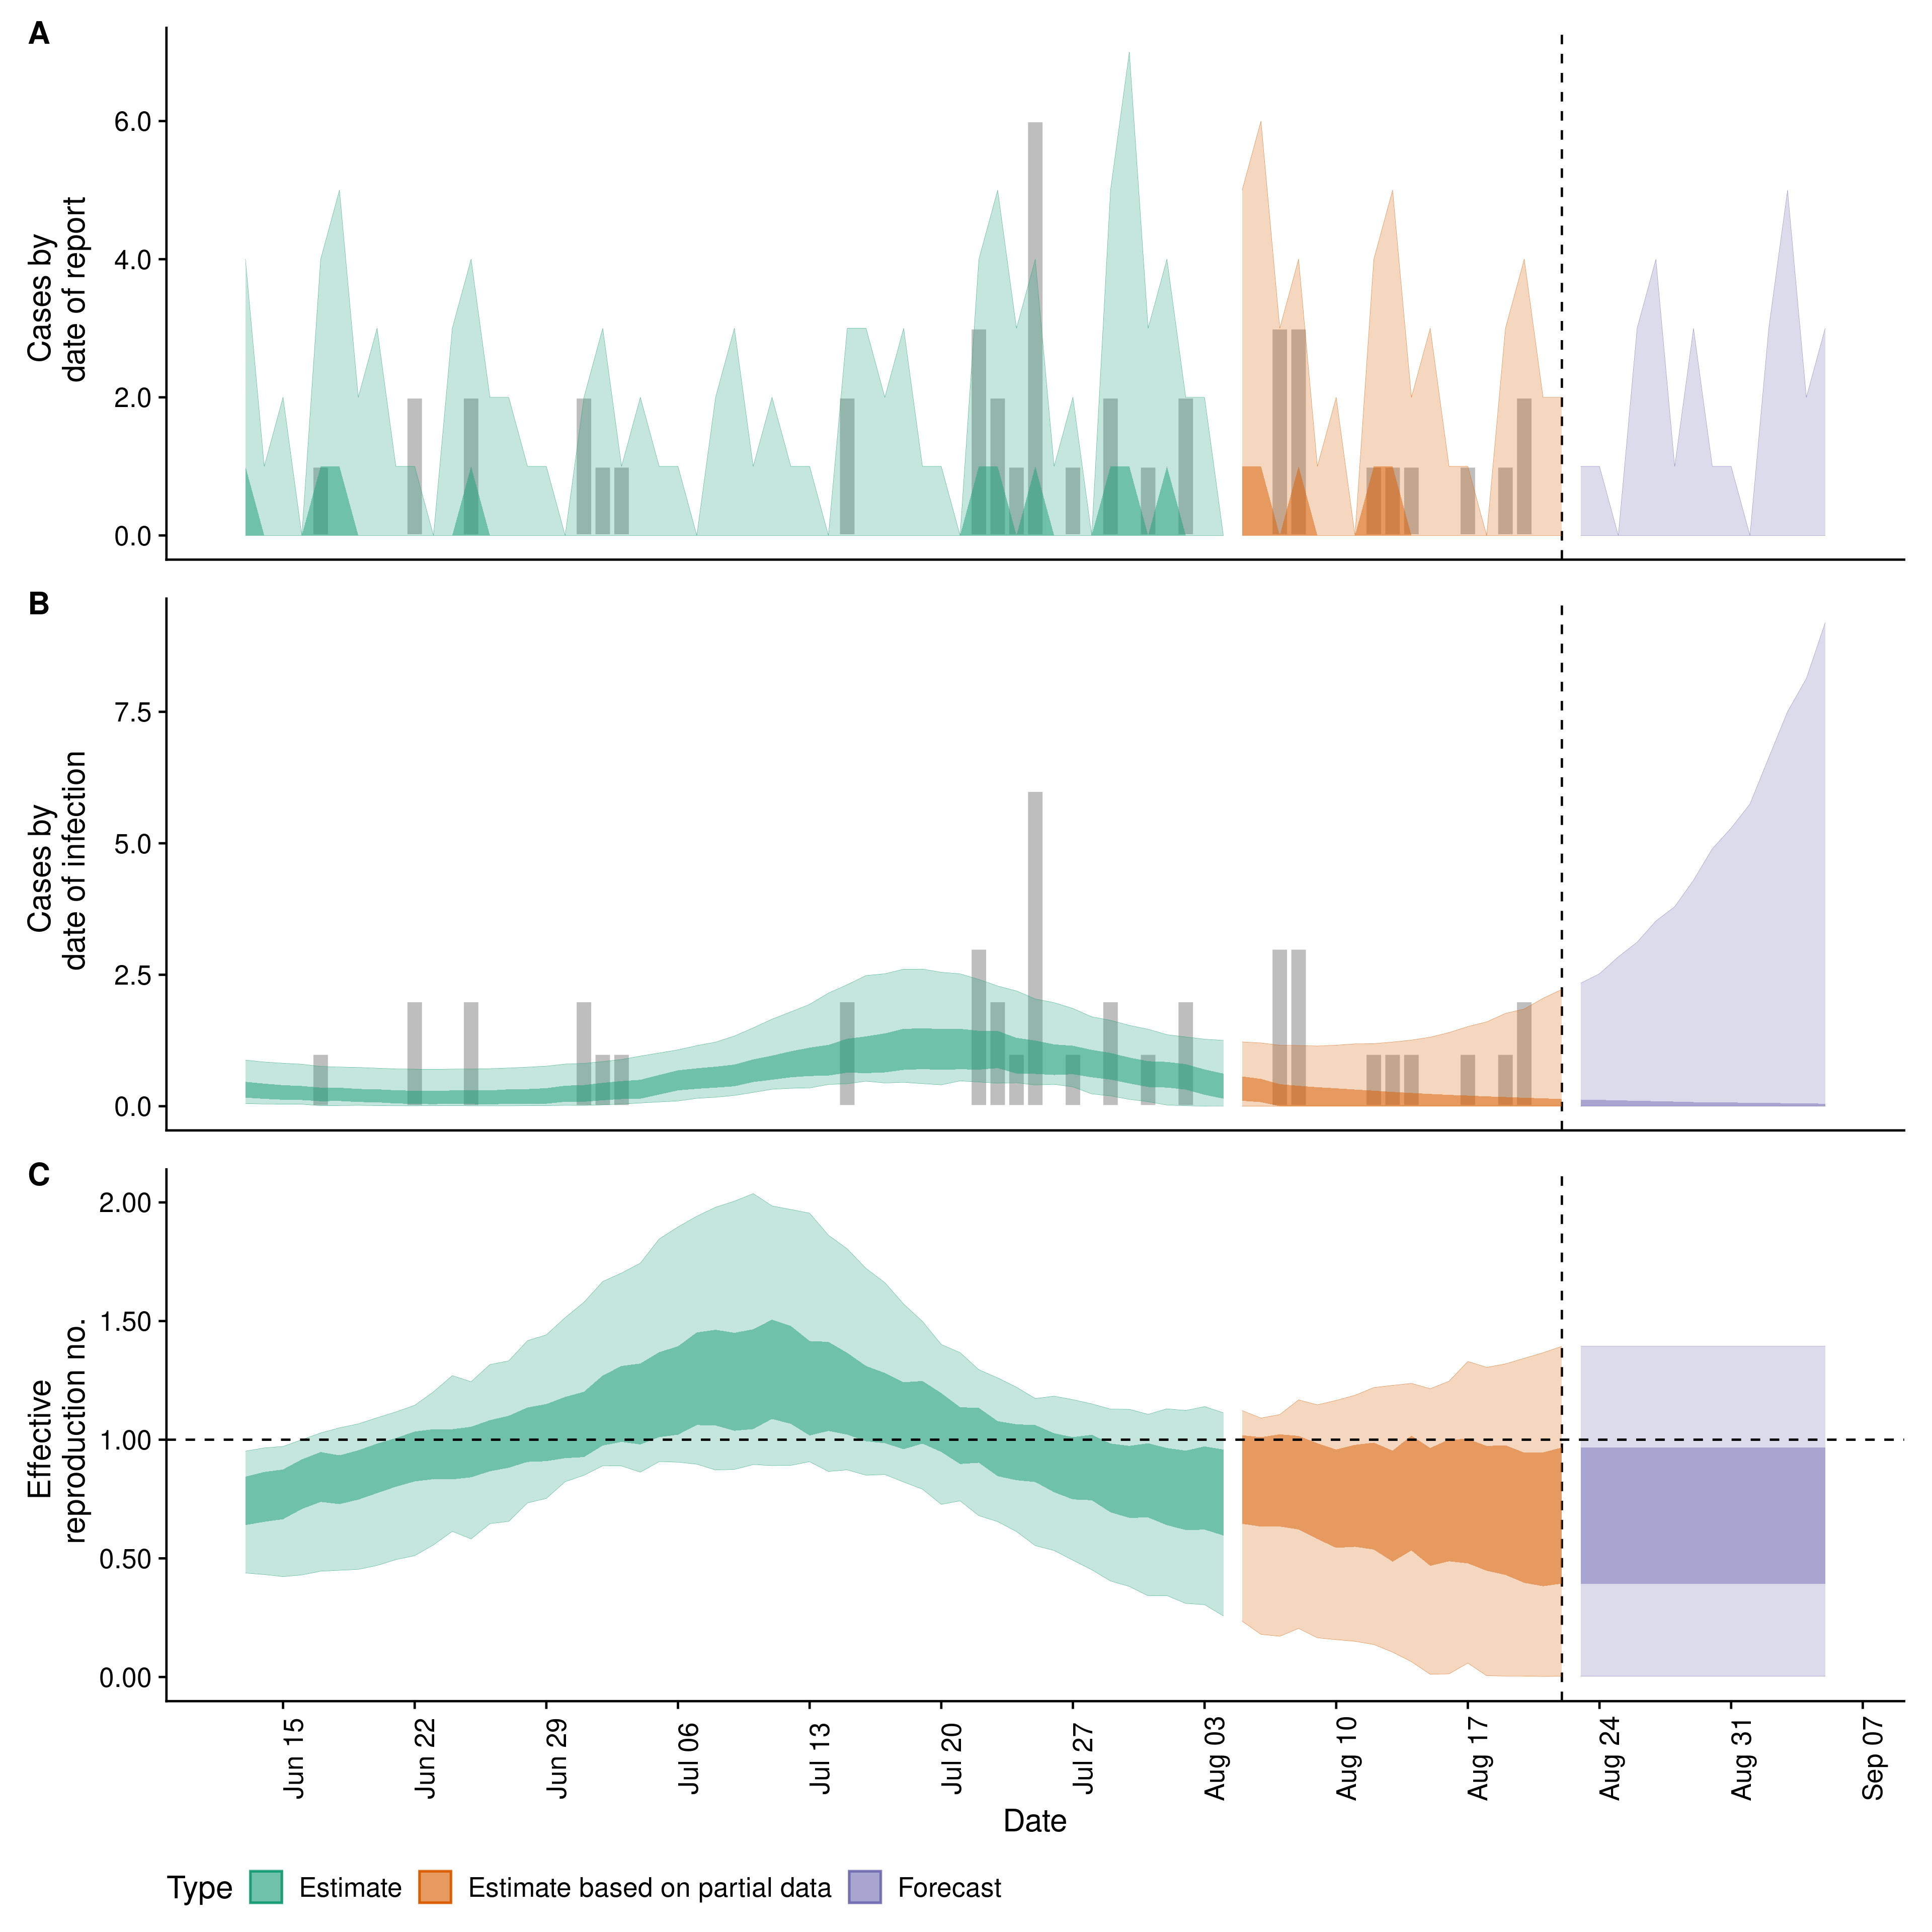 A
Cases by
date of report
6.0
4.0
2.0
0.0
B
Cases by
date of infection
7.5
5.0
2.5
0.0
C
Effective
reproduction no.
2.00
1.50
1.00
0.50
0.00
Jun 15
Jun 22
Jun 29
Jul 06
Jul 13
Jul 20
Jul 27
Aug 03
Aug 10
Aug 17
Aug 24
Aug 31
Sep 07
Date
Type Estimate Estimate based on partial data Forecast